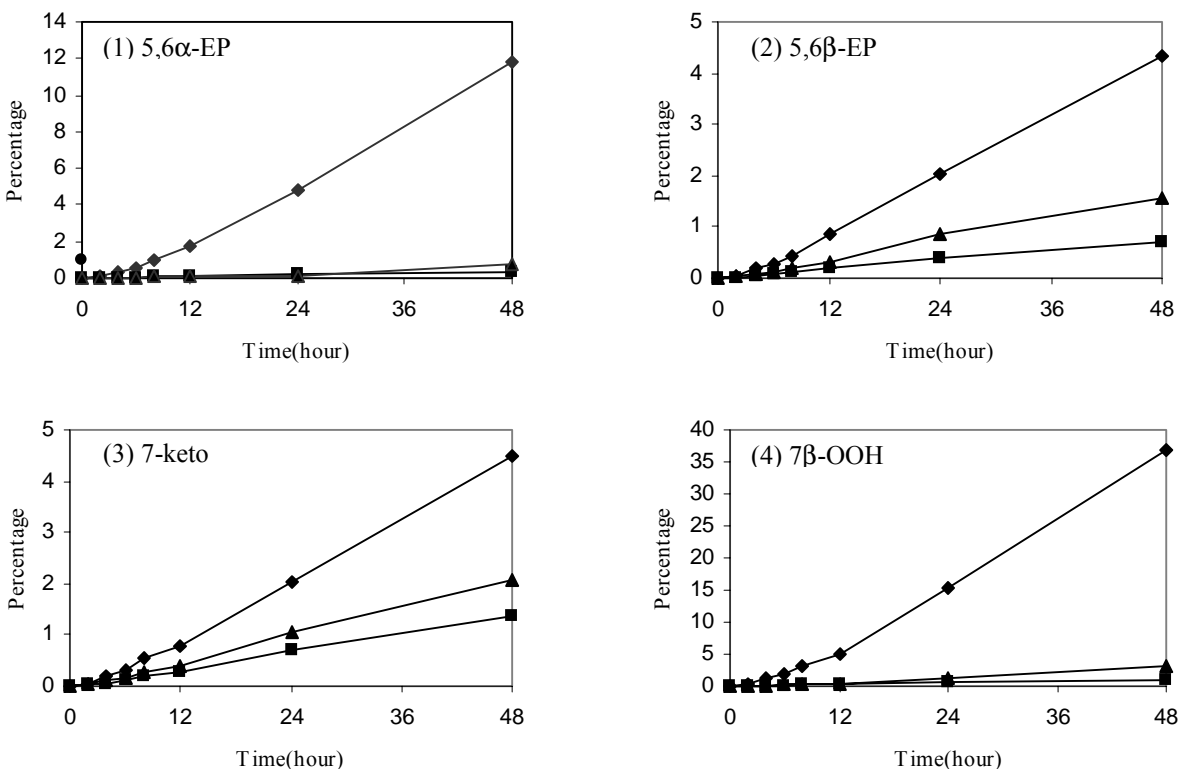 (1) 5,6α-EP
Percentage
14
12
10
8
6
4
2
0
0 12 24 36 48
Time(hour)
(2) 5,6β-EP
Percentage
5
4
3
2
1
0
0 12 24 36 48
Time(hour)
(3) 7-keto
Percentage
5
4
3
2
1
0
0 12 24 36 48
Time(hour)
(4) 7β-OOH
Percentage
40
35
30
25
20
15
10
5
0
0 12 24 36 48
Time(hour)